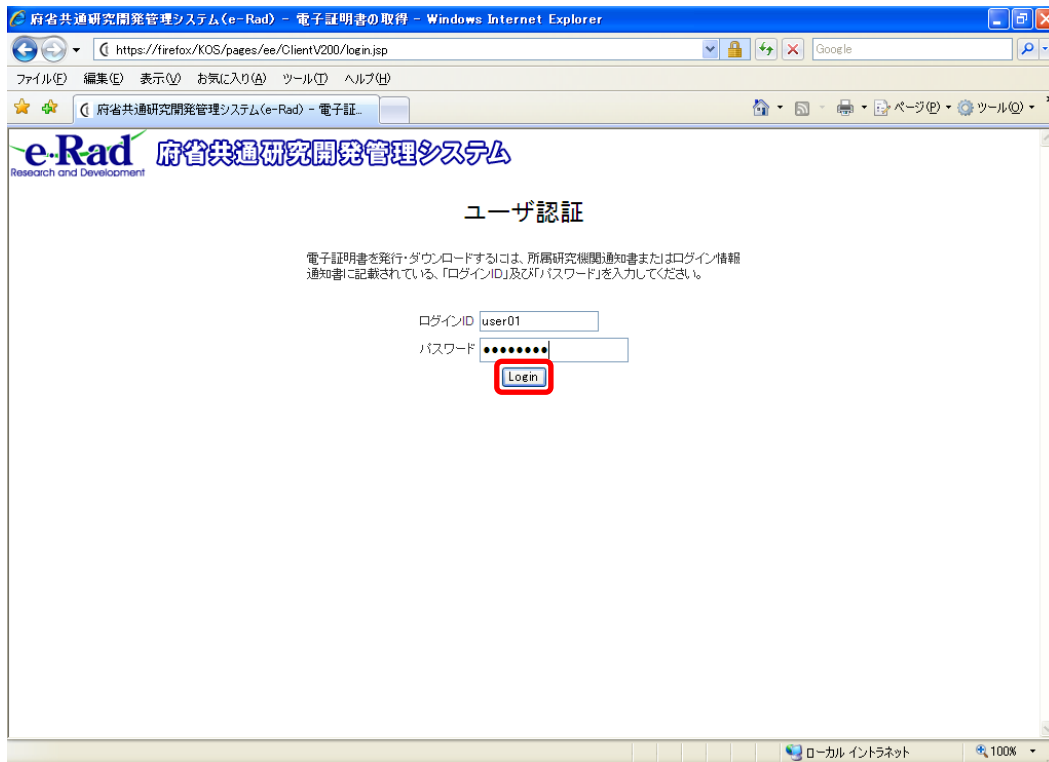 府省共通研究開発管理システム(e-Rad) - 電子証明書の取得 - Windows Internet Explorer
https://firefox/KOS/pages/ee/ClientV200/login.jsp
Google
ファイル(F) 編集(E) 表示(V) お気に入り(A) ツール(T) ヘルプ(H)
府省共通研究開発管理システム(e-Rad) - 電子証...
ページ(P) ツール(O)
e-Rad 府省共通研究開発管理システム
Research and Development
ユーザ認証
電子証明書を発行・ダウンロードするには、所属研究機関通知書またはログイン情報
通知書に記載されている、「ログインID」及び「パスワード」を入力してください。
ログインID user01
パスワード ●●●●●●●●
Login
ローカル イントラネット 100%